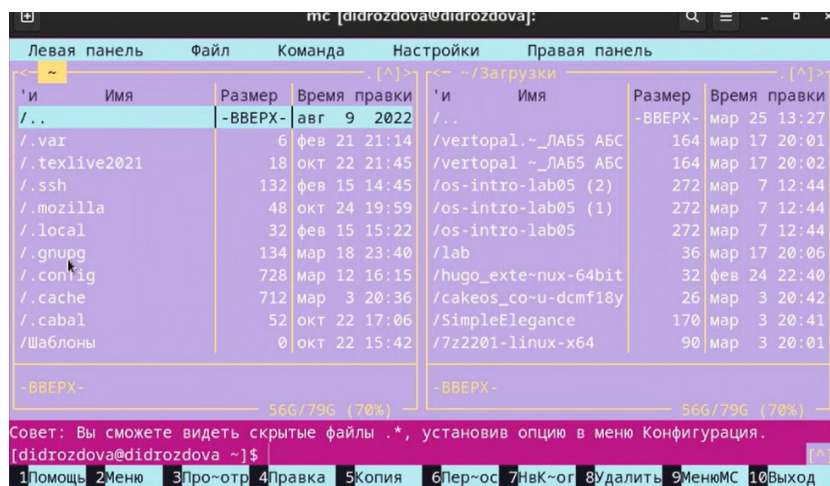 mc [didrozdova@didrozdova]:
Левая панель Файл Команда Настройки Правая панель
<- ~ .[^]> <- ~/Загрузки .[^]>
'и Имя Размер Время правки 'и Имя Размер Время правки
/.. -ВВЕРХ- авг 9 2022 /.. -ВВЕРХ- мар 25 13:27
/.var 6 фев 21 21:14 /vertopal.~_ЛАБ5 АБС 164 мар 17 20:01
/.texlive2021 18 окт 22 21:45 /vertopal ~_ЛАБ5 АБС 164 мар 17 20:02
/.ssh 132 фев 15 14:45 /os-intro-lab05 (2) 272 мар 7 12:44
/.mozilla 48 окт 24 19:59 /os-intro-lab05 (1) 272 мар 7 12:44
/.local 32 фев 15 15:22 /os-intro-lab05 272 мар 7 12:44
/.gnupg 134 мар 18 23:40 /lab 36 мар 17 20:06
/.config 728 мар 12 16:15 /hugo_exte~nux-64bit 32 фев 24 22:40
/.cache 712 мар 3 20:36 /cakeos_co~u-dcmf18y 26 мар 3 20:42
/.cabal 52 окт 22 17:06 /SimpleElegance 170 мар 3 20:41
/Шаблоны 0 окт 22 15:42 /7z2201-linux-x64 90 мар 3 20:01
-ВВЕРХ- -ВВЕРХ-
56G/79G (70%) 56G/79G (70%)
Совет: Вы сможете видеть скрытые файлы .*, установив опцию в меню Конфигурация.
[didrozdova@didrozdova ~]$ [^]
1Помощь 2Меню 3Про~отр 4Правка 5Копия 6Пер~ос 7НвК~ог 8Удалить 9МенюМС 10Выход